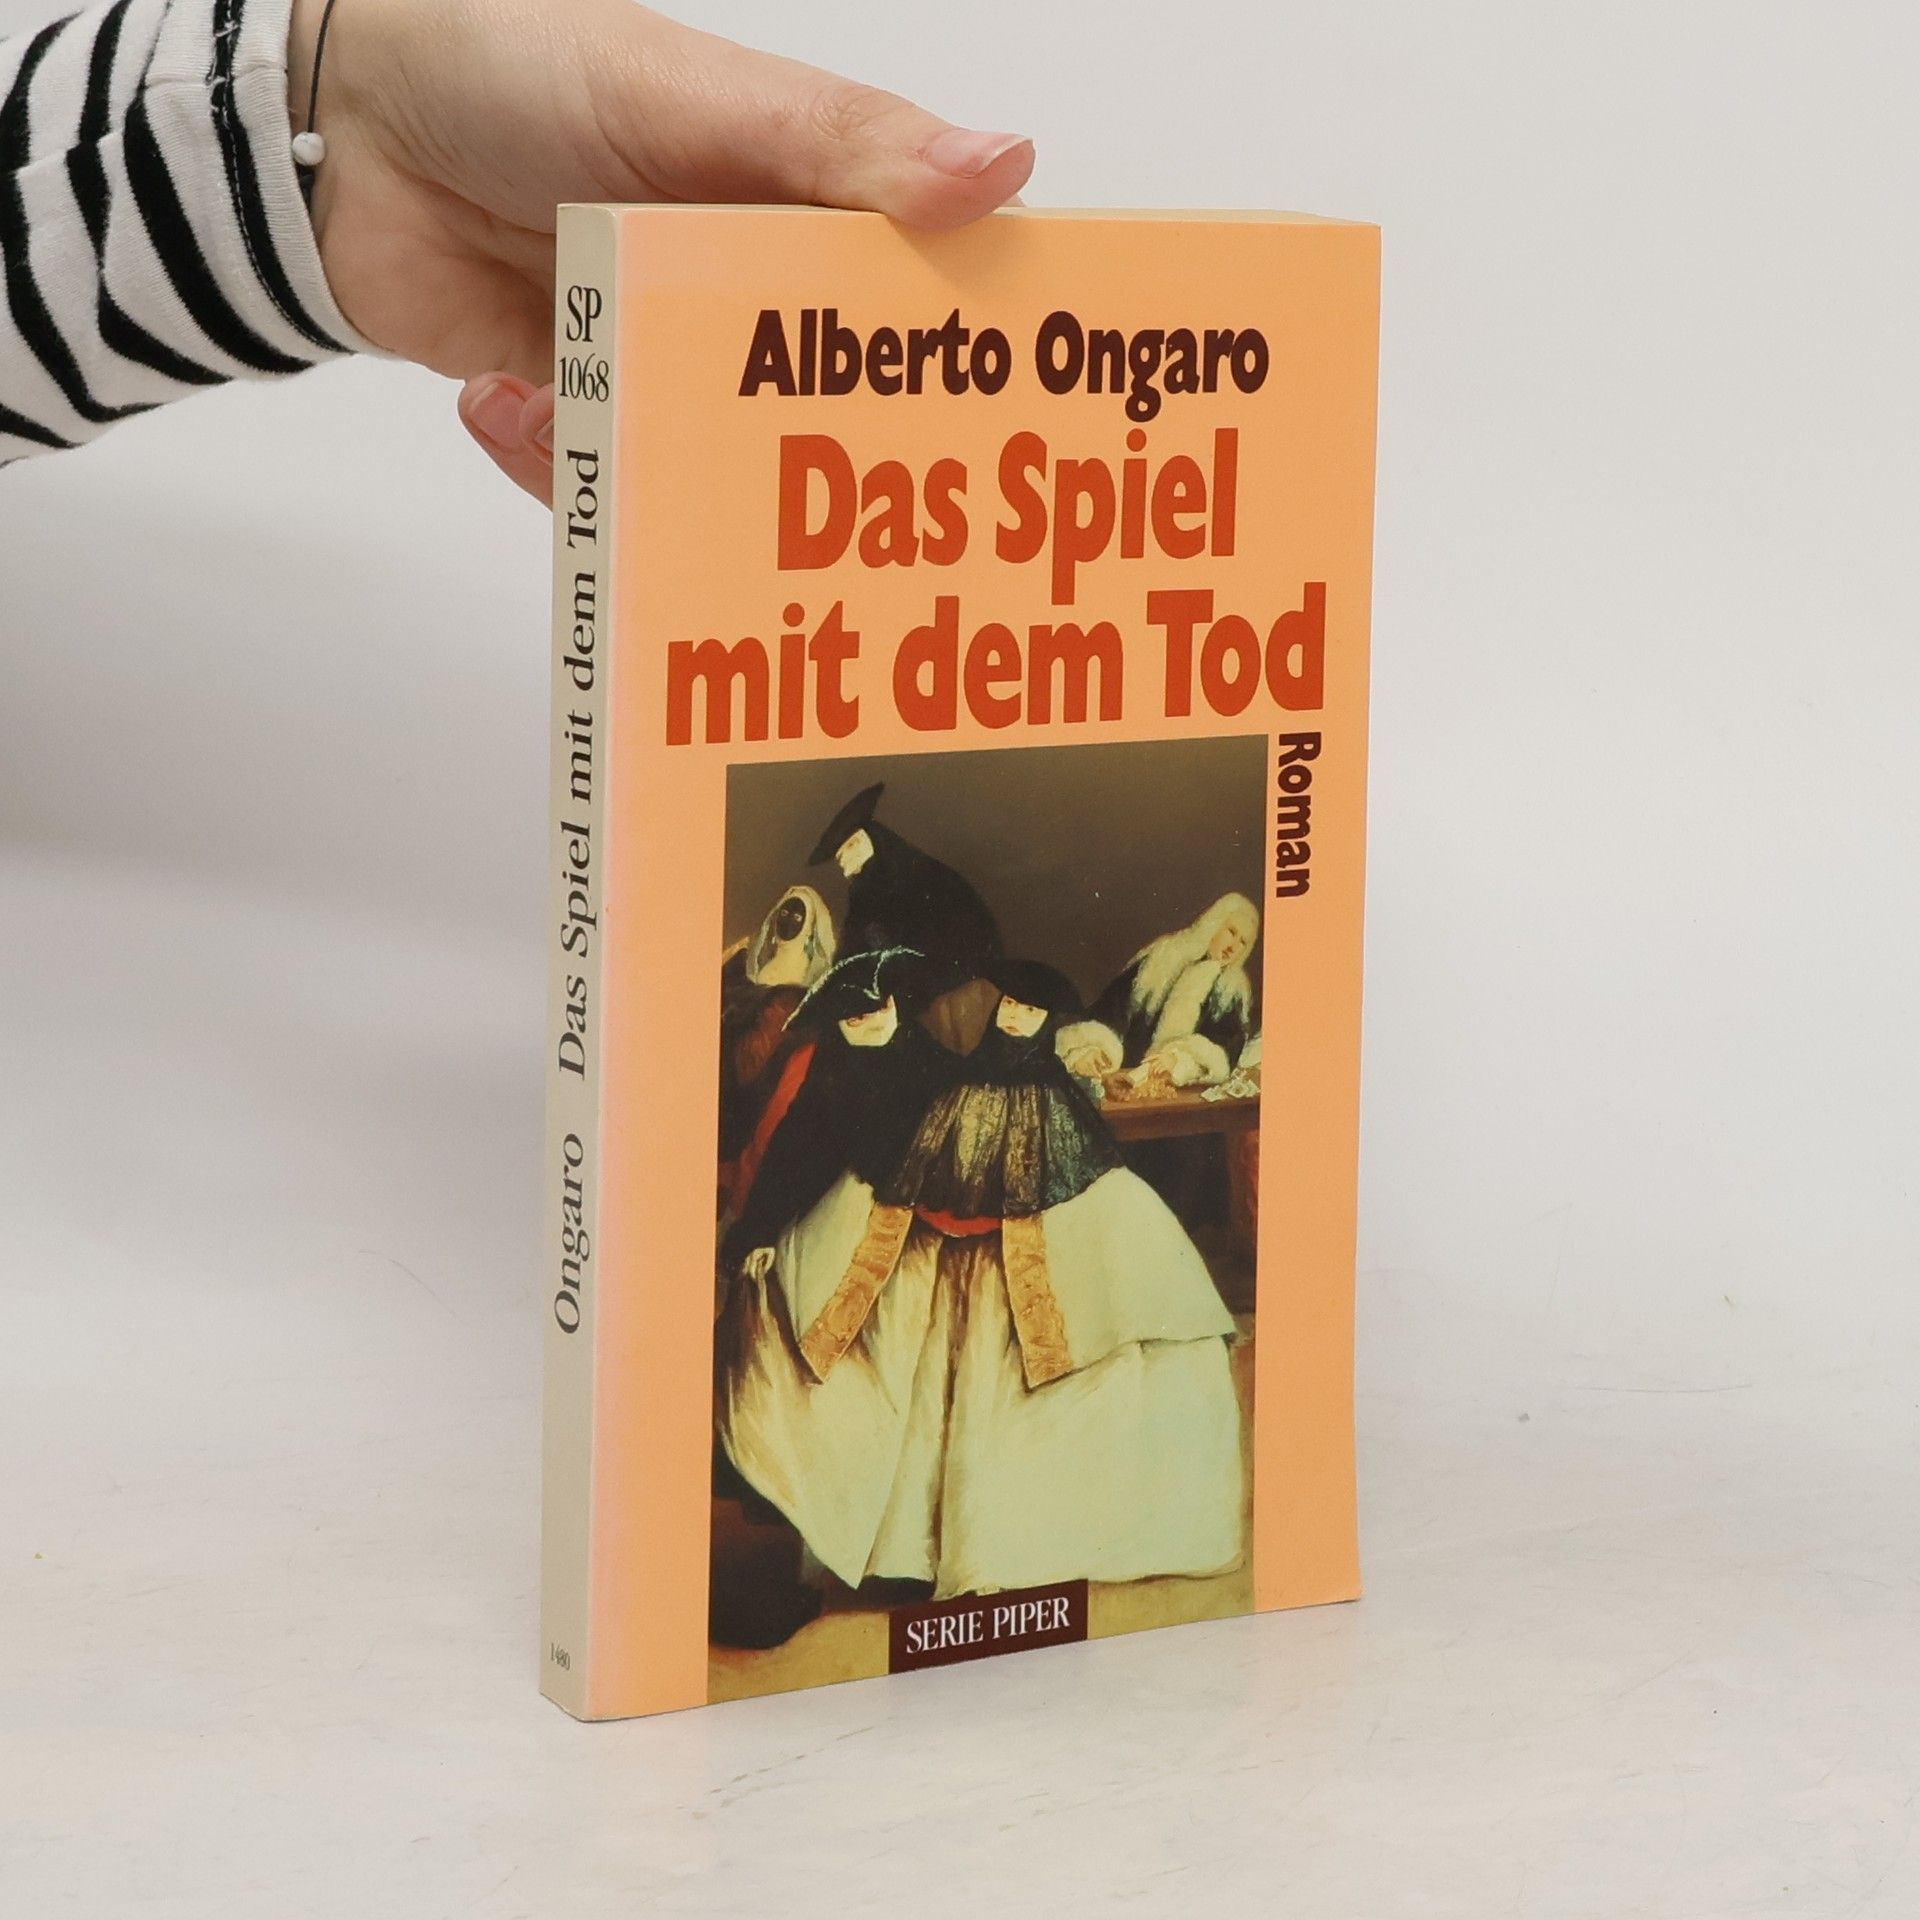 SP
1068
Ongaro Das Spiel mit dem Tod
1480
Alberto Ongaro
Das Spiel
mit dem Tod
Roman
SERIE PIPER